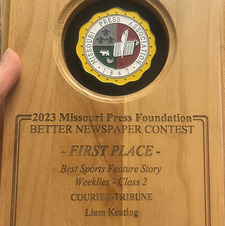 MISSOURI PRESS ASSOCIATION
1867
2023 Missouri Press Foundation
BETTER NEWSPAPER CONTEST
- FIRST PLACE -
Best Sports Feature Story
Weeklies - Class 2
COURIER-TRIBUNE
Liam Keating